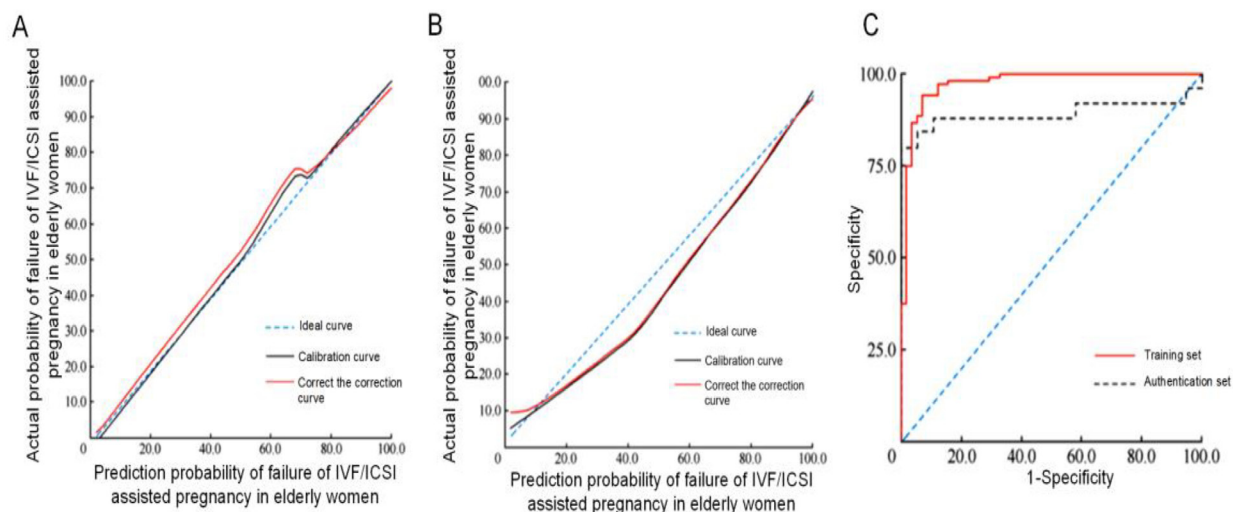 A
Actual probability of failure of IVF/ICSI assisted
pregnancy in elderly women
100.0
90.0
80.0
70.0
60.0
50.0
40.0
30.0
20.0
10.0
Ideal curve
Calibration curve
Correct the correction
curve
20.0
40.0
60.0
80.0
100.0
Prediction probability of failure of IVF/ICSI
assisted pregnancy in elderly women
B
Actual probability of failure of IVF/ICSI assisted
pregnancy in elderly women
00.0
90.0
80.0
70.0
60.0
50.0
40.0
30.0
20.0
10.0
Ideal curve
Calibration curve
Correct the correction
curve
20.0
40.0
60.0
80.0
100.0
Prediction probability of failure of IVF/ICSI
assisted pregnancy in elderly women
C
Specificity
100.0
75.0
50.0
25.0
Training set
Authentication set
0
20.0
40.0
60.0
80.0
100.0
1-Specificity